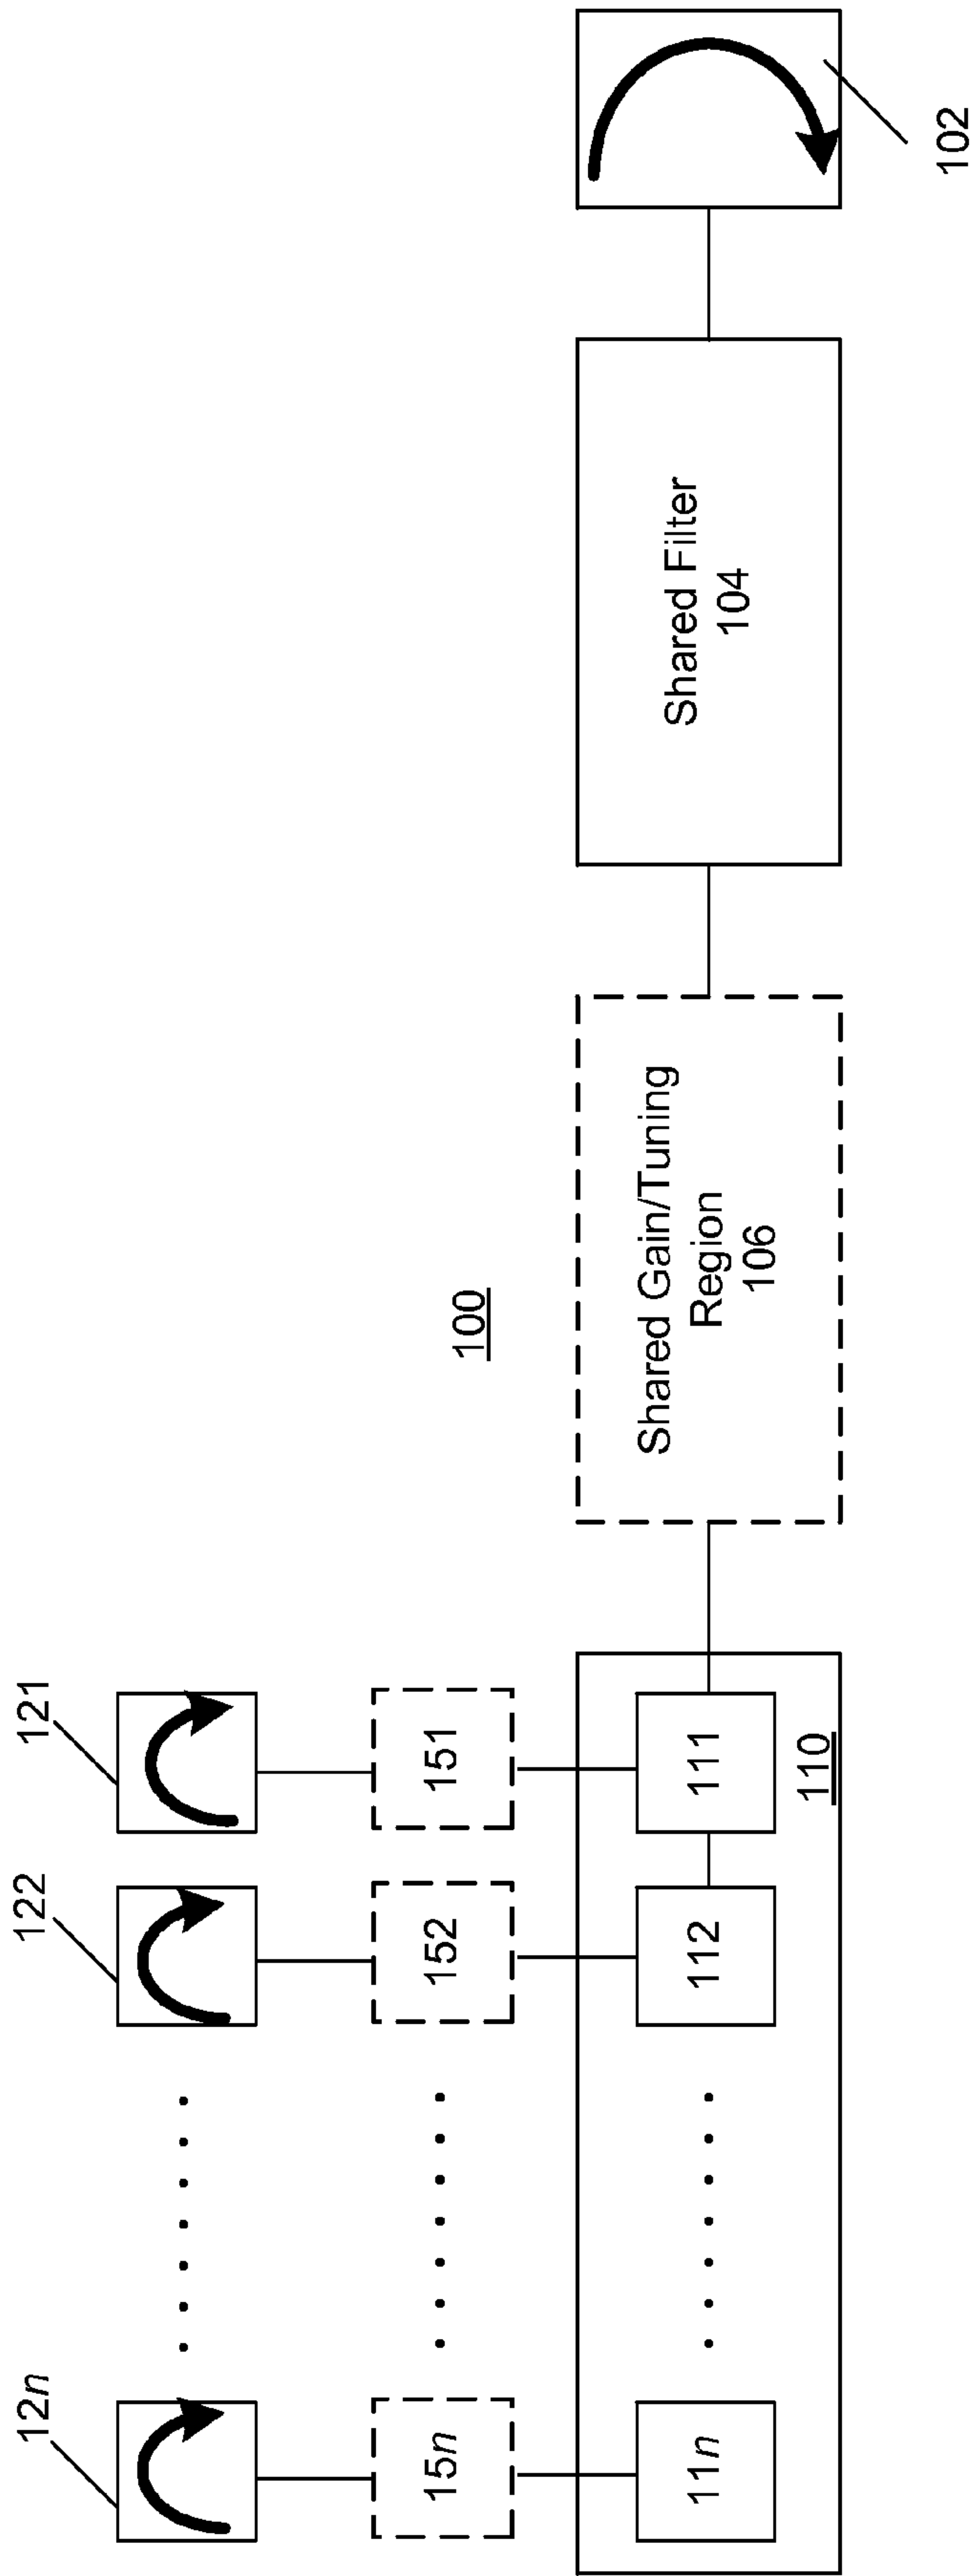 12n
122
121
15n
152
151
100
11n
112
111
110
Shared Gain/Tuning
Region
106
Shared Filter
104
102